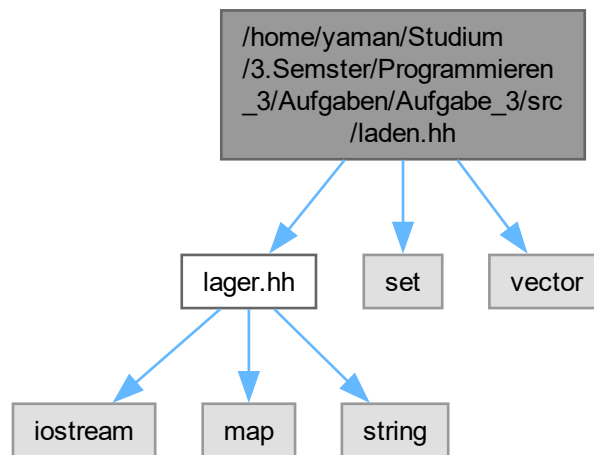 /home/yaman/Studium
/3.Semster/Programmieren
_3/Aufgaben/Aufgabe_3/src
/laden.hh
lager.hh
set
vector
iostream
map
string